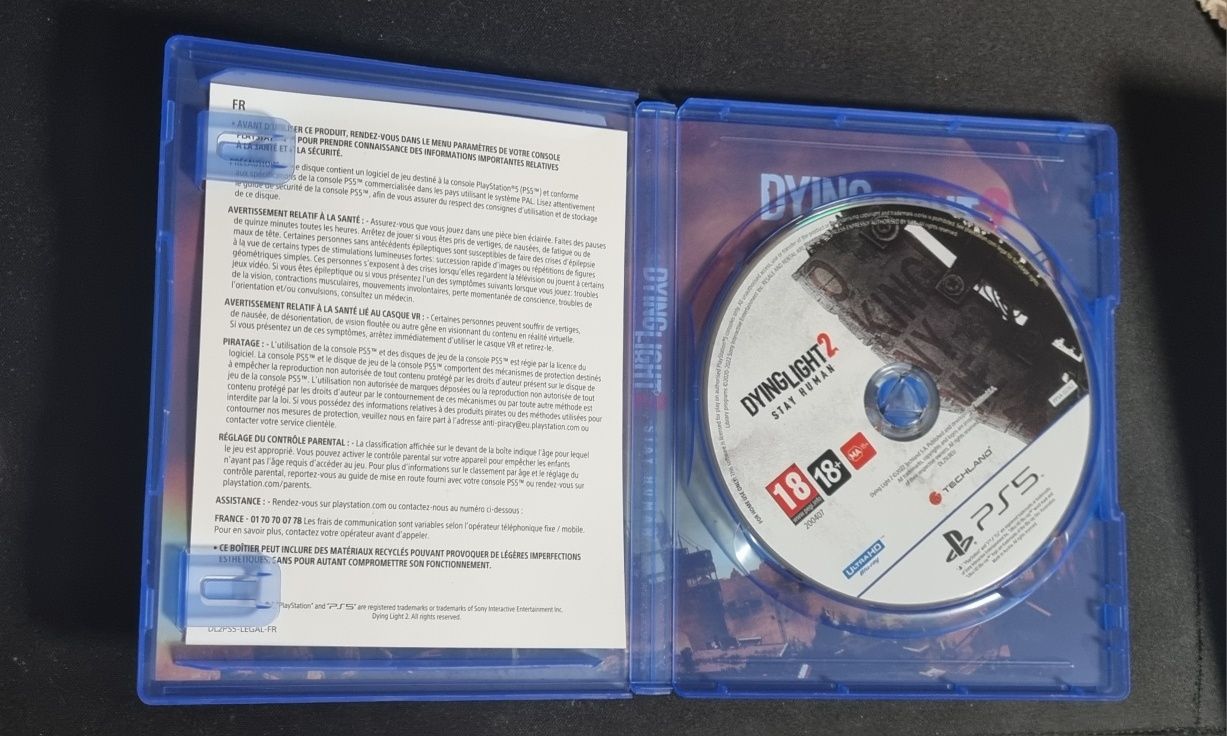 FR
• AVANT D'UTILISER CE PRODUIT, RENDEZ-VOUS DANS LE MENU PARAMÈTRES DE VOTRE CONSOLE
POUR PRENDRE CONNAISSANCE DES INFORMATIONS IMPORTANTES RELATIVES
À LA SANTÉ ET À LA SÉCURITÉ.
PRÉCAUTIONS disque contient un logiciel de jeu destiné à la console PlayStation®5 (PS5™) et conforme
aux spécifications de la console PS5™ commercialisée dans les pays utilisant le système PAL. Lisez attentivement
le guide de sécurité de la console PS5™, afin de vous assurer du respect des consignes d'utilisation et de stockage
de ce disque.
AVERTISSEMENT RELATIF À LA SANTÉ : - Assurez-vous que vous jouez dans une pièce bien éclairée. Faites des pauses
de quinze minutes toutes les heures. Arrêtez de jouer si vous êtes pris de vertiges, de nausées, de fatigue ou de
maux de tête. Certaines personnes sans antécédents épileptiques sont susceptibles de faire des crises d'épilepsie
à la vue de certains types de stimulations lumineuses fortes: succession rapide d'images ou répétitions de figures
géométriques simples. Ces personnes s'exposent à des crises lorsqu'elles regardent la télévision ou jouent à certains
jeux vidéo. Si vous êtes épileptique ou si vous présentez l'un des symptômes suivants lorsque vous jouez: troubles
de la vision, contractions musculaires, mouvements involontaires, perte momentanée de conscience, troubles de
l'orientation et/ou convulsions, consultez un médecin.
AVERTISSEMENT RELATIF À LA SANTÉ LIÉ AU CASQUE VR : - Certaines personnes peuvent souffrir de vertiges,
de nausée, de désorientation, de vision floutée ou autre gêne en visionnant du contenu en réalité virtuelle.
Si vous présentez un de ces symptômes, arrêtez immédiatement d'utiliser le casque VR et retirez-le.
PIRATAGE : - L'utilisation de la console PS5™ et des disques de jeu de la console PS5™ est régie par la licence du
logiciel. La console PS5™ et le disque de jeu de la console PS5™ comportent des mécanismes de protection destinés
à empêcher la reproduction non autorisée de tout contenu protégé par les droits d'auteur présent sur le disque de
jeu de la console PS5™. L'utilisation non autorisée de marques déposées ou la reproduction non autorisée de tout
contenu protégé par les droits d'auteur par le contournement de ces mécanismes ou par toute autre méthode est
interdite par la loi. Si vous possédez des informations relatives à des produits pirates ou des méthodes utilisées pour
contourner nos mesures de protection, veuillez nous en faire part à l'adresse anti-piracy@eu.playstation.com ou
contacter votre service clientèle.
RÉGLAGE DU CONTRÔLE PARENTAL : - La classification affichée sur le devant de la boîte indique l'âge pour lequel
le jeu est approprié. Vous pouvez activer le contrôle parental sur votre appareil pour empêcher les enfants
n'ayant pas l'âge requis d'accéder au jeu. Pour plus d'informations sur le classement par âge et le réglage du
contrôle parental, reportez-vous au guide de mise en route fourni avec votre console PS5™ ou rendez-vous sur
playstation.com/parents.
ASSISTANCE : - Rendez-vous sur playstation.com ou contactez-nous au numéro ci-dessous :
FRANCE - 01 70 70 07 78 Les frais de communication sont variables selon l'opérateur téléphonique fixe / mobile.
Pour en savoir plus, contactez votre opérateur avant d'appeler.
• CE BOÎTIER PEUT INCLURE DES MATÉRIAUX RECYCLÉS POUVANT PROVOQUER DE LÉGÈRES IMPERFECTIONS
ESTHÉTIQUES, SANS POUR AUTANT COMPROMETTRE SON FONCTIONNEMENT.
"PlayStation" and "PS5" are registered trademarks or trademarks of Sony Interactive Entertainment Inc.
Dying Light 2. All rights reserved.
DL2PS5-LEGAL-FR
DYING LIGHT
STAY HUMAN
DYING
2
DYING LIGHT 2
STAY HUMAN
18
www.pegi.info
18+
MA 15+
200407
TECHLAND
PS5
ULTRA HD
Blu-ray